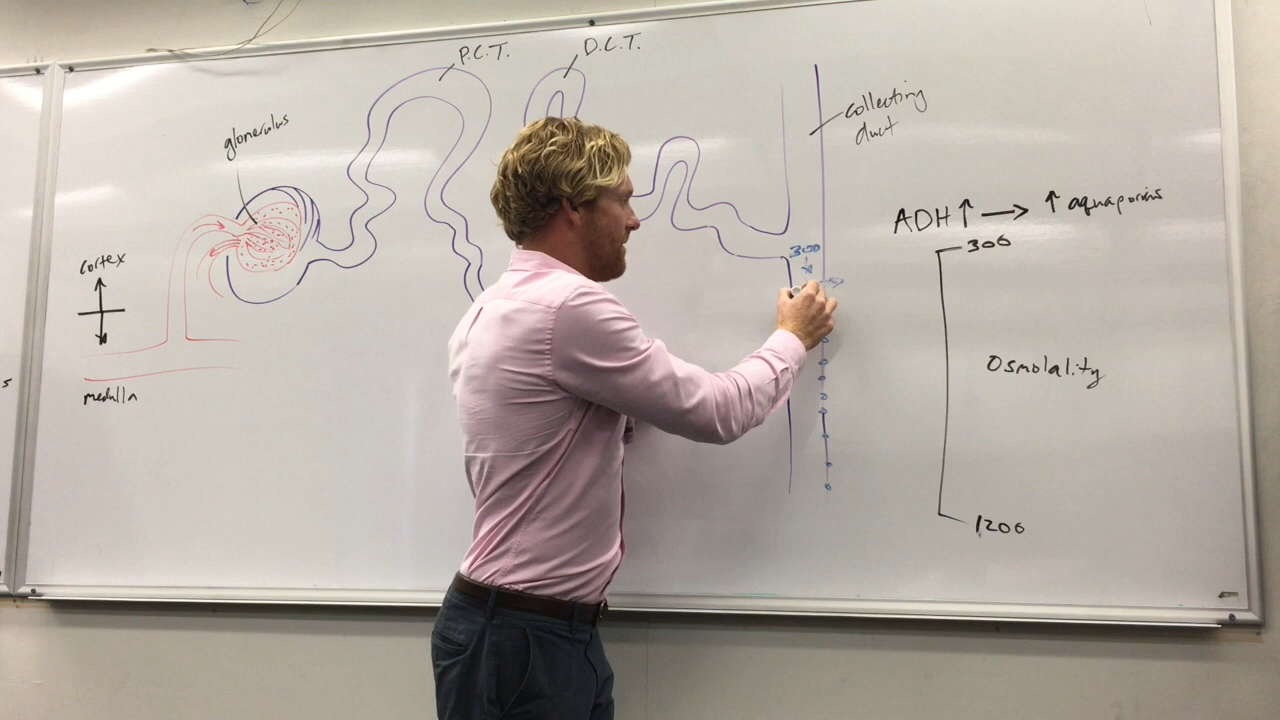 P.C.T.
D.C.T.
glomerulus
collecting
duct
ADH↑ → ↑ aquaporins
300
300
cortex
medulla
Osmolality
1200
s